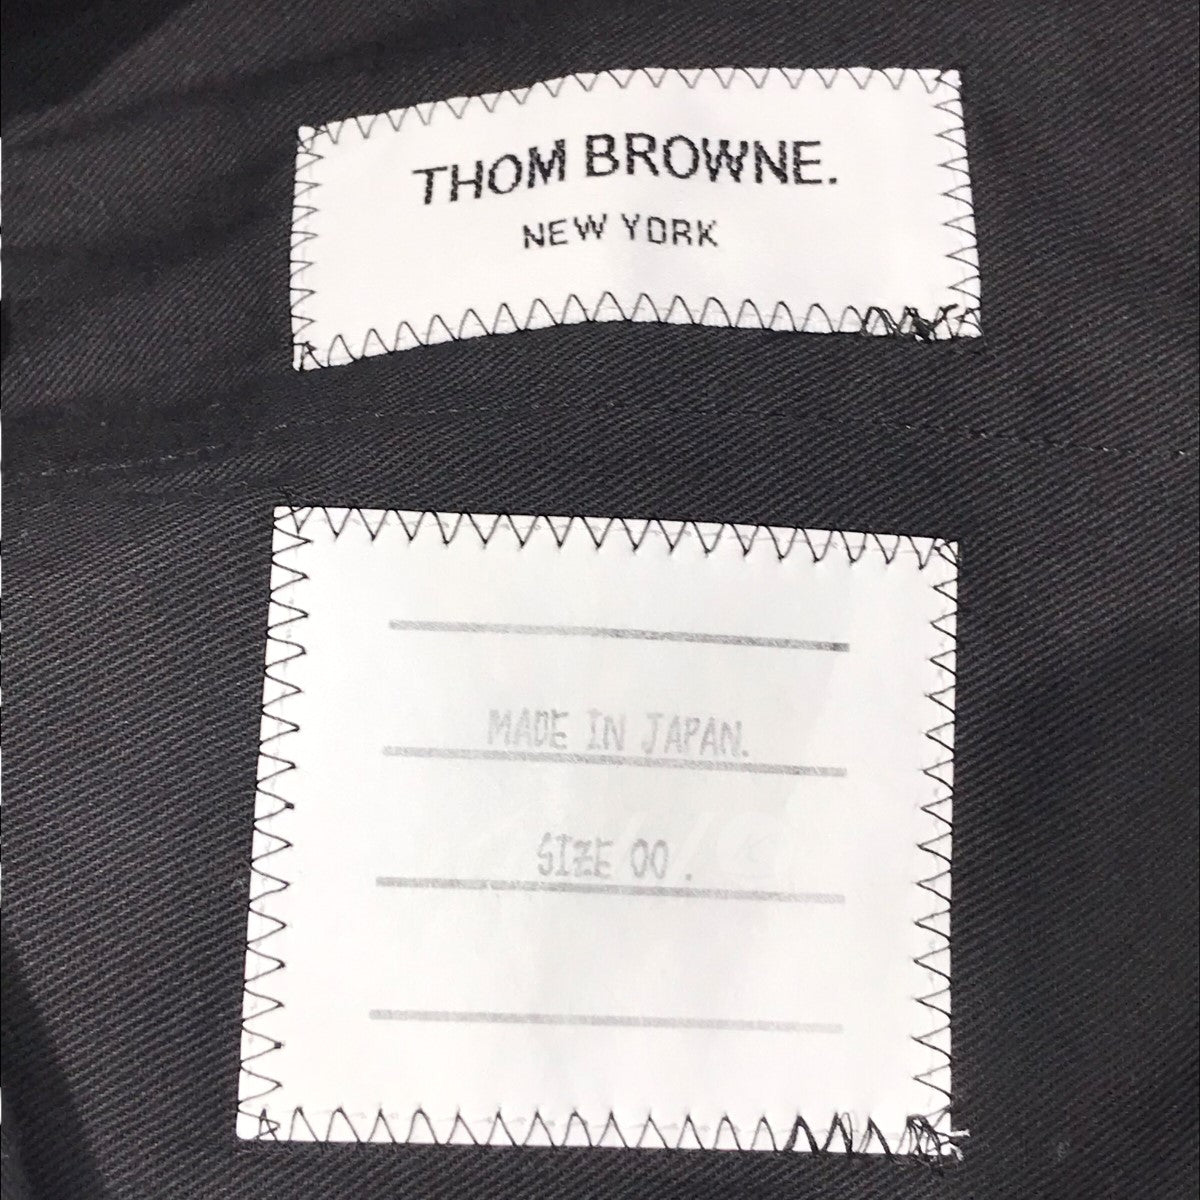 THOM BROWNE.
NEW YORK
MADE IN JAPAN.
SIZE 00.